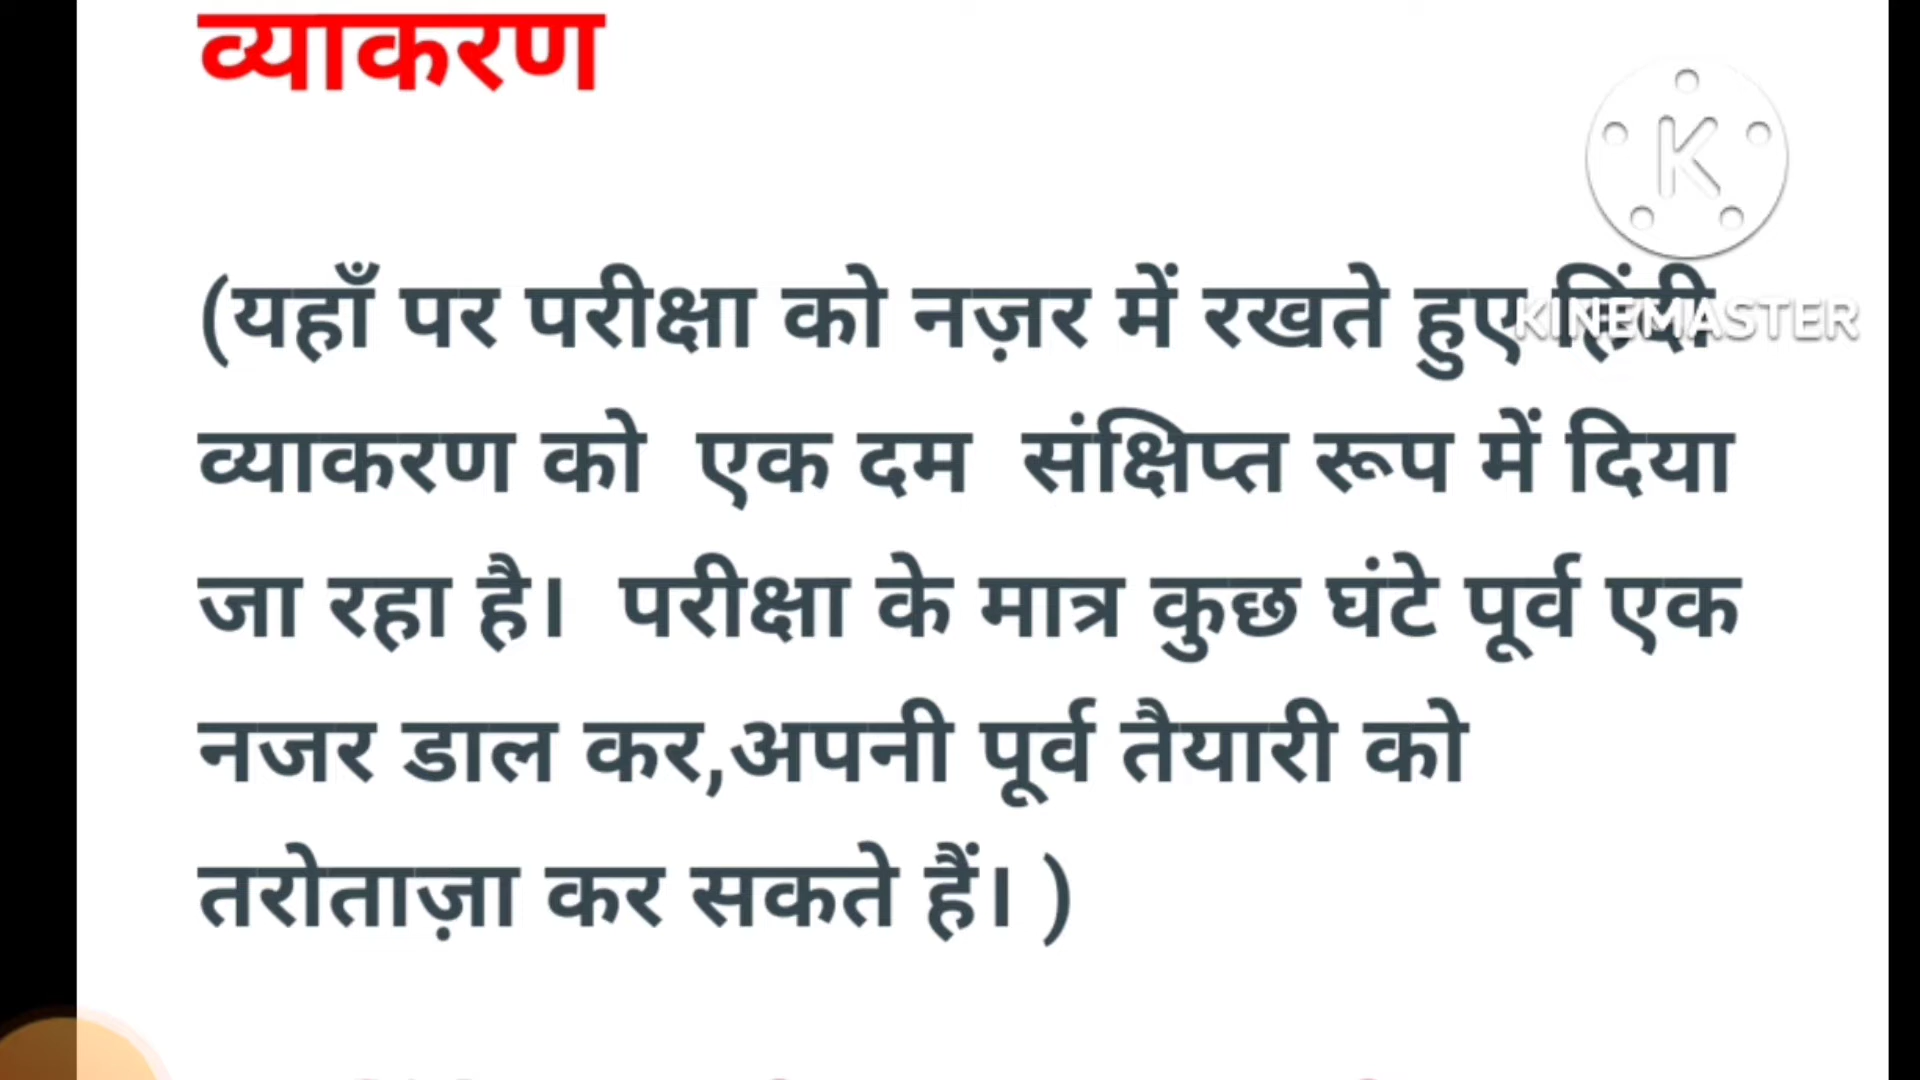 व्याकरण
K
(यहाँ पर परीक्षा को नज़र में रखते हुए हिंदी
KINEMASTER
व्याकरण को एक दम संक्षिप्त रूप में दिया
जा रहा है। परीक्षा के मात्र कुछ घंटे पूर्व एक
नजर डाल कर,अपनी पूर्व तैयारी को
तरोताज़ा कर सकते हैं। )